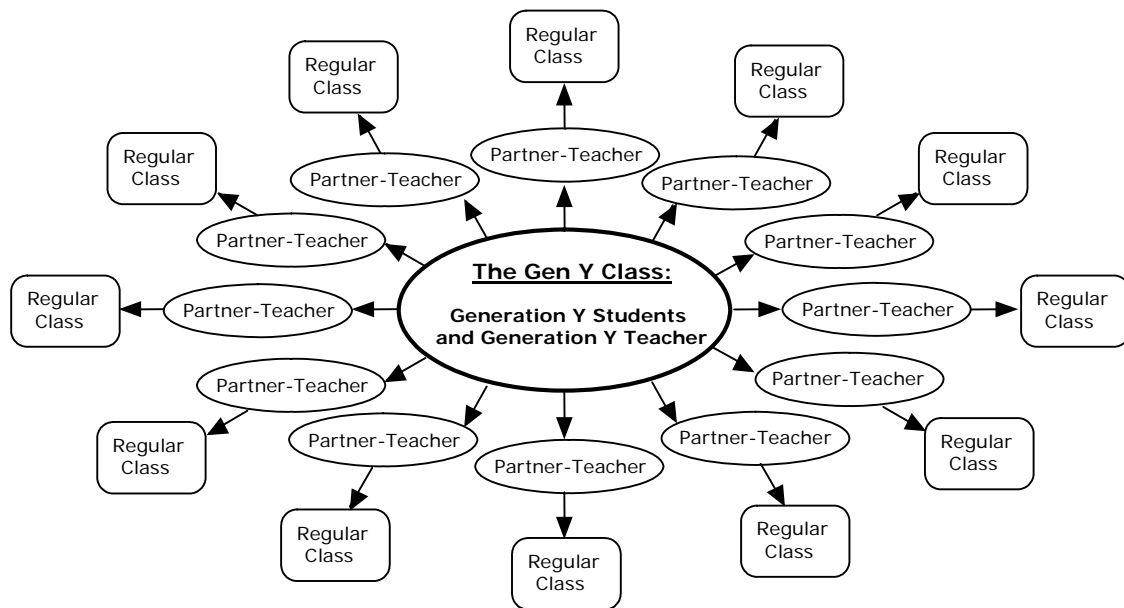 Regular
Class
Regular
Class
Regular
Class
Partner-Teacher
Regular
Class
Partner-Teacher
Partner-Teacher
Regular
Class
Partner-Teacher
Partner-Teacher
The Gen Y Class:
Generation Y Students
and Generation Y Teacher
Regular
Class
Partner-Teacher
Partner-Teacher
Regular
Class
Partner-Teacher
Partner-Teacher
Regular
Class
Partner-Teacher
Partner-Teacher
Regular
Class
Partner-Teacher
Regular
Class
Regular
Class
Regular
Class